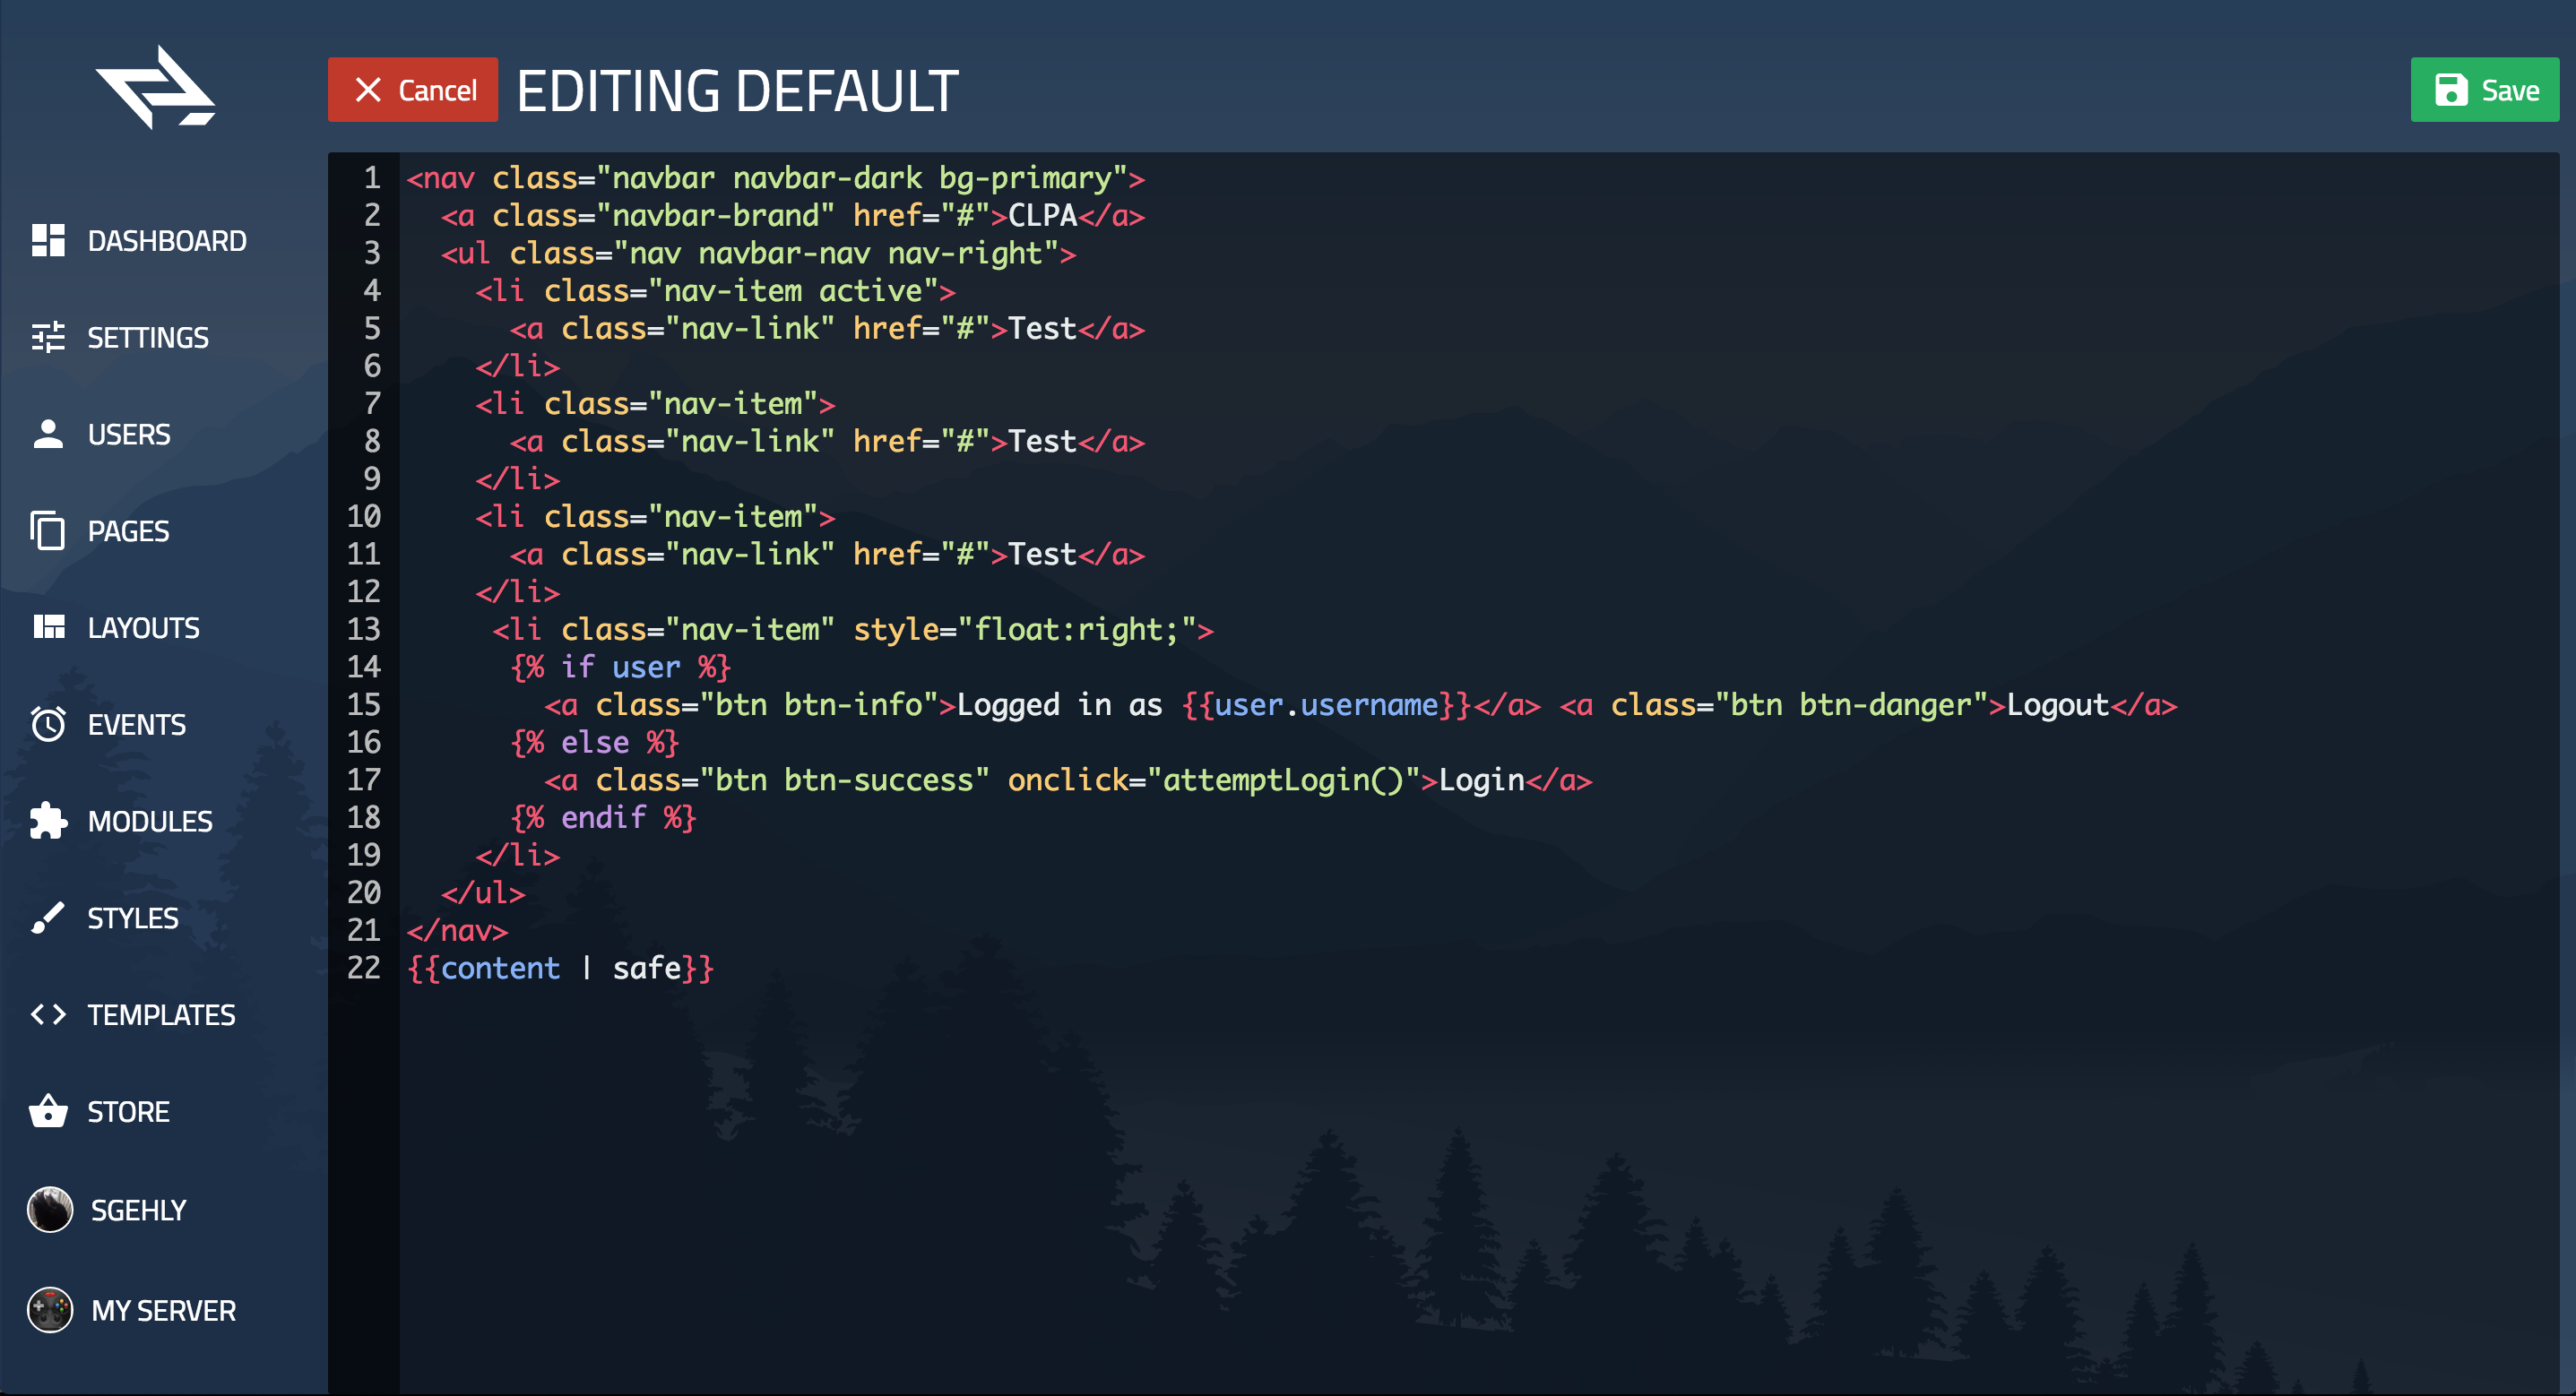 Cancel EDITING DEFAULT Save
DASHBOARD
SETTINGS
USERS
PAGES
LAYOUTS
EVENTS
MODULES
STYLES
TEMPLATES
STORE
SGEHLY
MY SERVER
1 <nav class="navbar navbar-dark bg-primary">
2   <a class="navbar-brand" href="#">CLPA</a>
3   <ul class="nav navbar-nav nav-right">
4     <li class="nav-item active">
5       <a class="nav-link" href="#">Test</a>
6     </li>
7     <li class="nav-item">
8       <a class="nav-link" href="#">Test</a>
9     </li>
10     <li class="nav-item">
11       <a class="nav-link" href="#">Test</a>
12     </li>
13      <li class="nav-item" style="float:right;">
14       {% if user %}
15         <a class="btn btn-info">Logged in as {{user.username}}</a> <a class="btn btn-danger">Logout</a>
16       {% else %}
17         <a class="btn btn-success" onclick="attemptLogin()">Login</a>
18       {% endif %}
19     </li>
20   </ul>
21 </nav>
22 {{content | safe}}